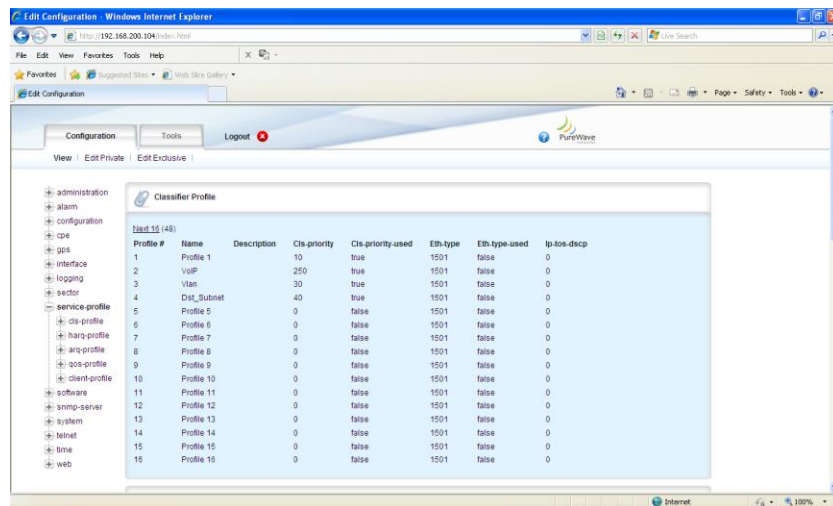 Edit Configuration - Windows Internet Explorer
http://192.168.200.104/index.html
Live Search
File Edit View Favorites Tools Help
Favorites Suggested Sites Web Slice Gallery
Edit Configuration
Page Safety Tools
Configuration Tools Logout
PureWave
View Edit Private Edit Exclusive
administration
alarm
configuration
cpe
gps
interface
logging
sector
service-profile
cls-profile
harq-profile
arq-profile
qos-profile
client-profile
software
snmp-server
system
telnet
time
web
Classifier Profile
Next 16 (48)
Profile # Name Description Cls-priority Cls-priority-used Eth-type Eth-type-used Ip-tos-dscp
1 Profile 1 10 true 1501 false 0
2 VoIP 250 true 1501 false 0
3 Vlan 30 true 1501 false 0
4 Dst_Subnet 40 true 1501 false 0
5 Profile 5 0 false 1501 false 0
6 Profile 6 0 false 1501 false 0
7 Profile 7 0 false 1501 false 0
8 Profile 8 0 false 1501 false 0
9 Profile 9 0 false 1501 false 0
10 Profile 10 0 false 1501 false 0
11 Profile 11 0 false 1501 false 0
12 Profile 12 0 false 1501 false 0
13 Profile 13 0 false 1501 false 0
14 Profile 14 0 false 1501 false 0
15 Profile 15 0 false 1501 false 0
16 Profile 16 0 false 1501 false 0
Internet 100%